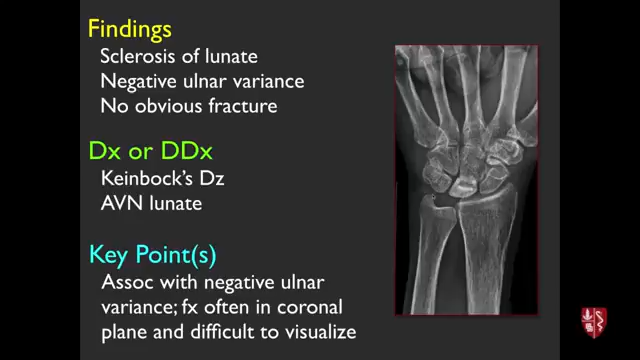 Findings
Sclerosis of lunate
Negative ulnar variance
No obvious fracture
Dx or DDx
Keinbock's Dz
AVN lunate
Key Point(s)
Assoc with negative ulnar
variance; fx often in coronal
plane and difficult to visualize